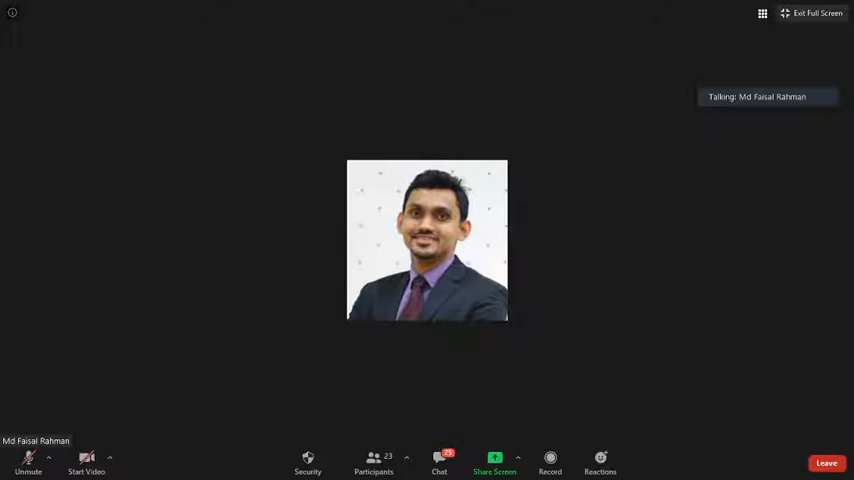 Exit Full Screen
Talking: Md Faisal Rahman
Md Faisal Rahman
Unmute
Start Video
Security
Participants 23
Chat 25
Share Screen
Record
Reactions
Leave